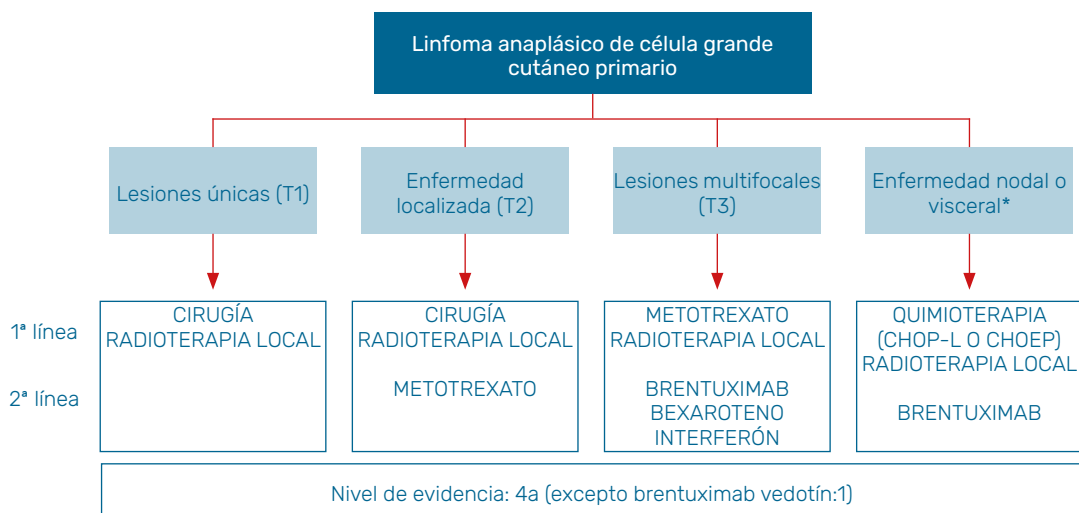 Linfoma anaplásico de célula grande
cutáneo primario
Lesiones únicas (T1)
Enfermedad
localizada (T2)
Lesiones multifocales
(T3)
Enfermedad nodal o
visceral*
1ª línea
2ª línea
CIRUGÍA
RADIOTERAPIA LOCAL
CIRUGÍA
RADIOTERAPIA LOCAL
METOTREXATO
METOTREXATO
RADIOTERAPIA LOCAL
BRENTUXIMAB
BEXAROTENO
INTERFERÓN
QUIMIOTERAPIA
(CHOP-L O CHOEP)
RADIOTERAPIA LOCAL
BRENTUXIMAB
Nivel de evidencia: 4a (excepto brentuximab vedotín:1)